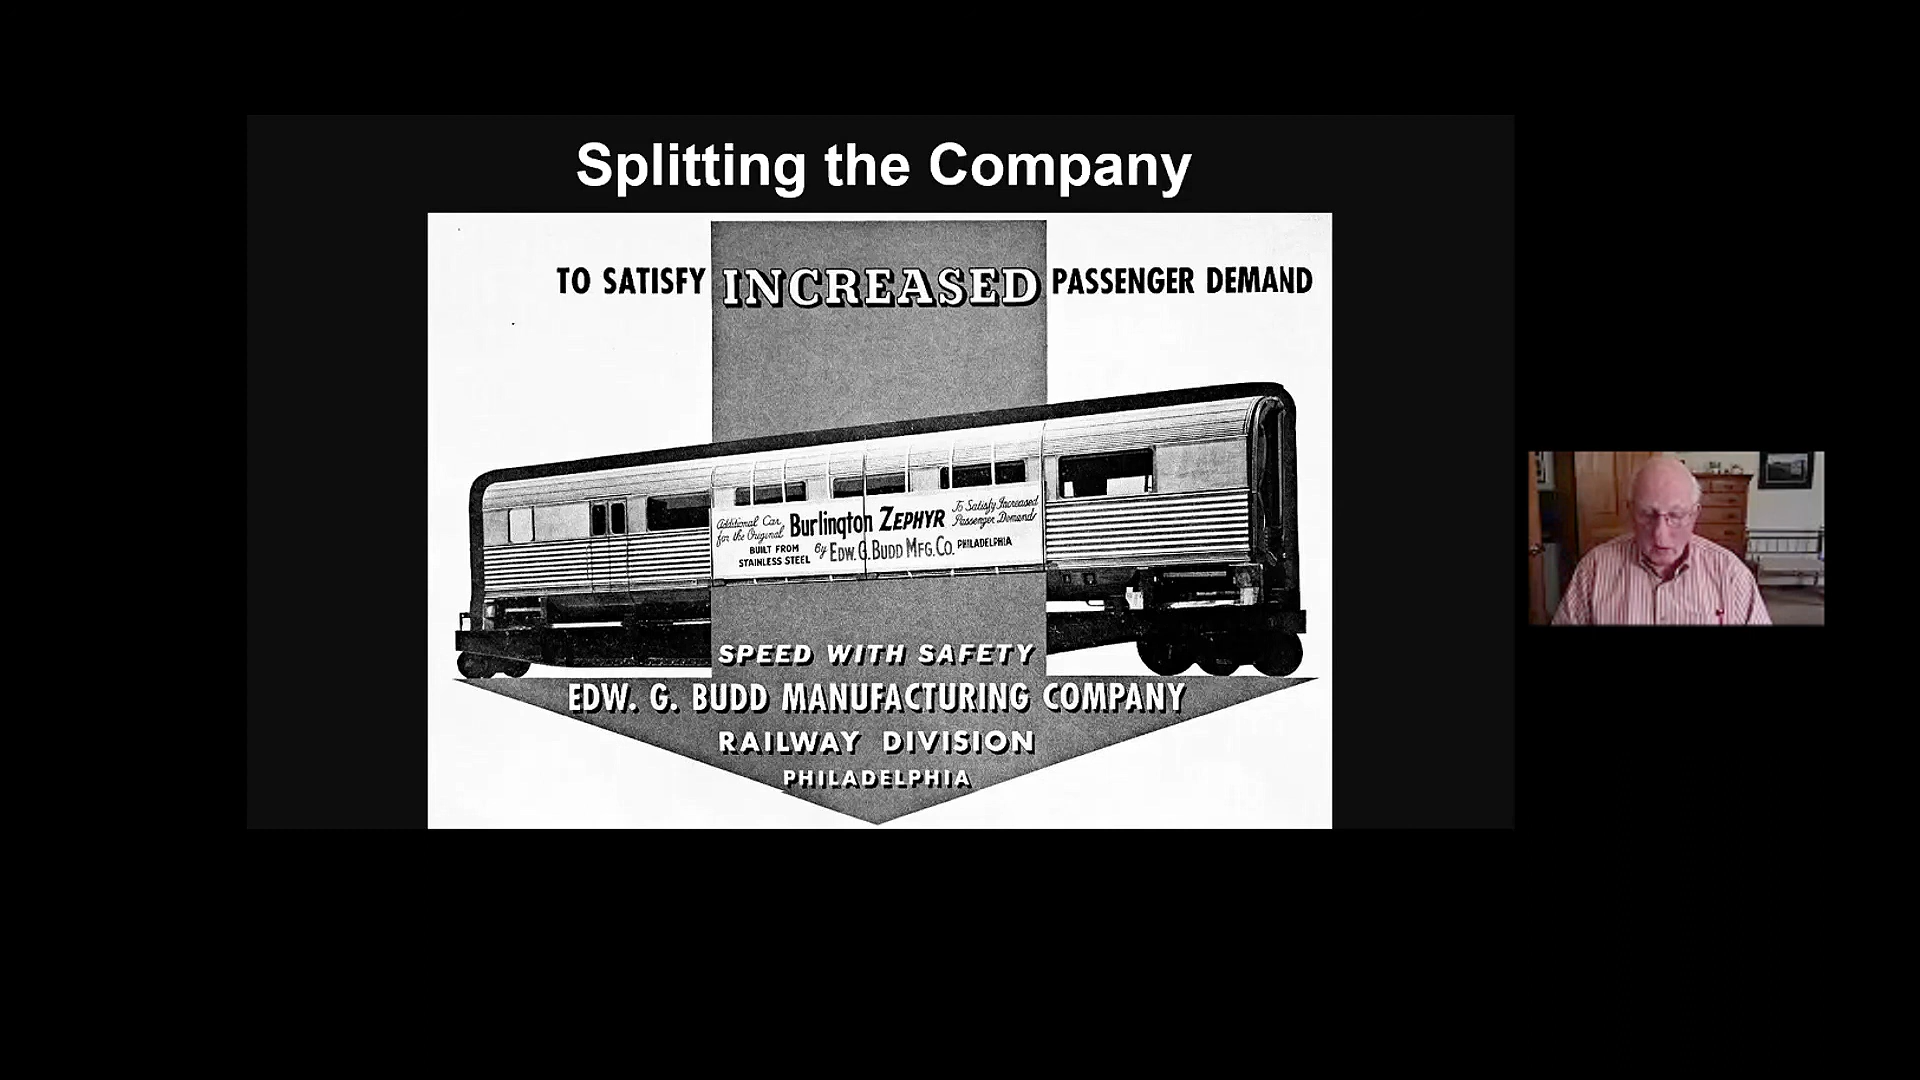 Splitting the Company
TO SATISFY INCREASED PASSENGER DEMAND
Additional Car
for the Original
BUILT FROM
STAINLESS STEEL
Burlington ZEPHYR
By EDW. G. BUDD MFG. CO. PHILADELPHIA
To Satisfy Increased
Passenger Demand
SPEED WITH SAFETY
EDW. G. BUDD MANUFACTURING COMPANY
RAILWAY DIVISION
PHILADELPHIA